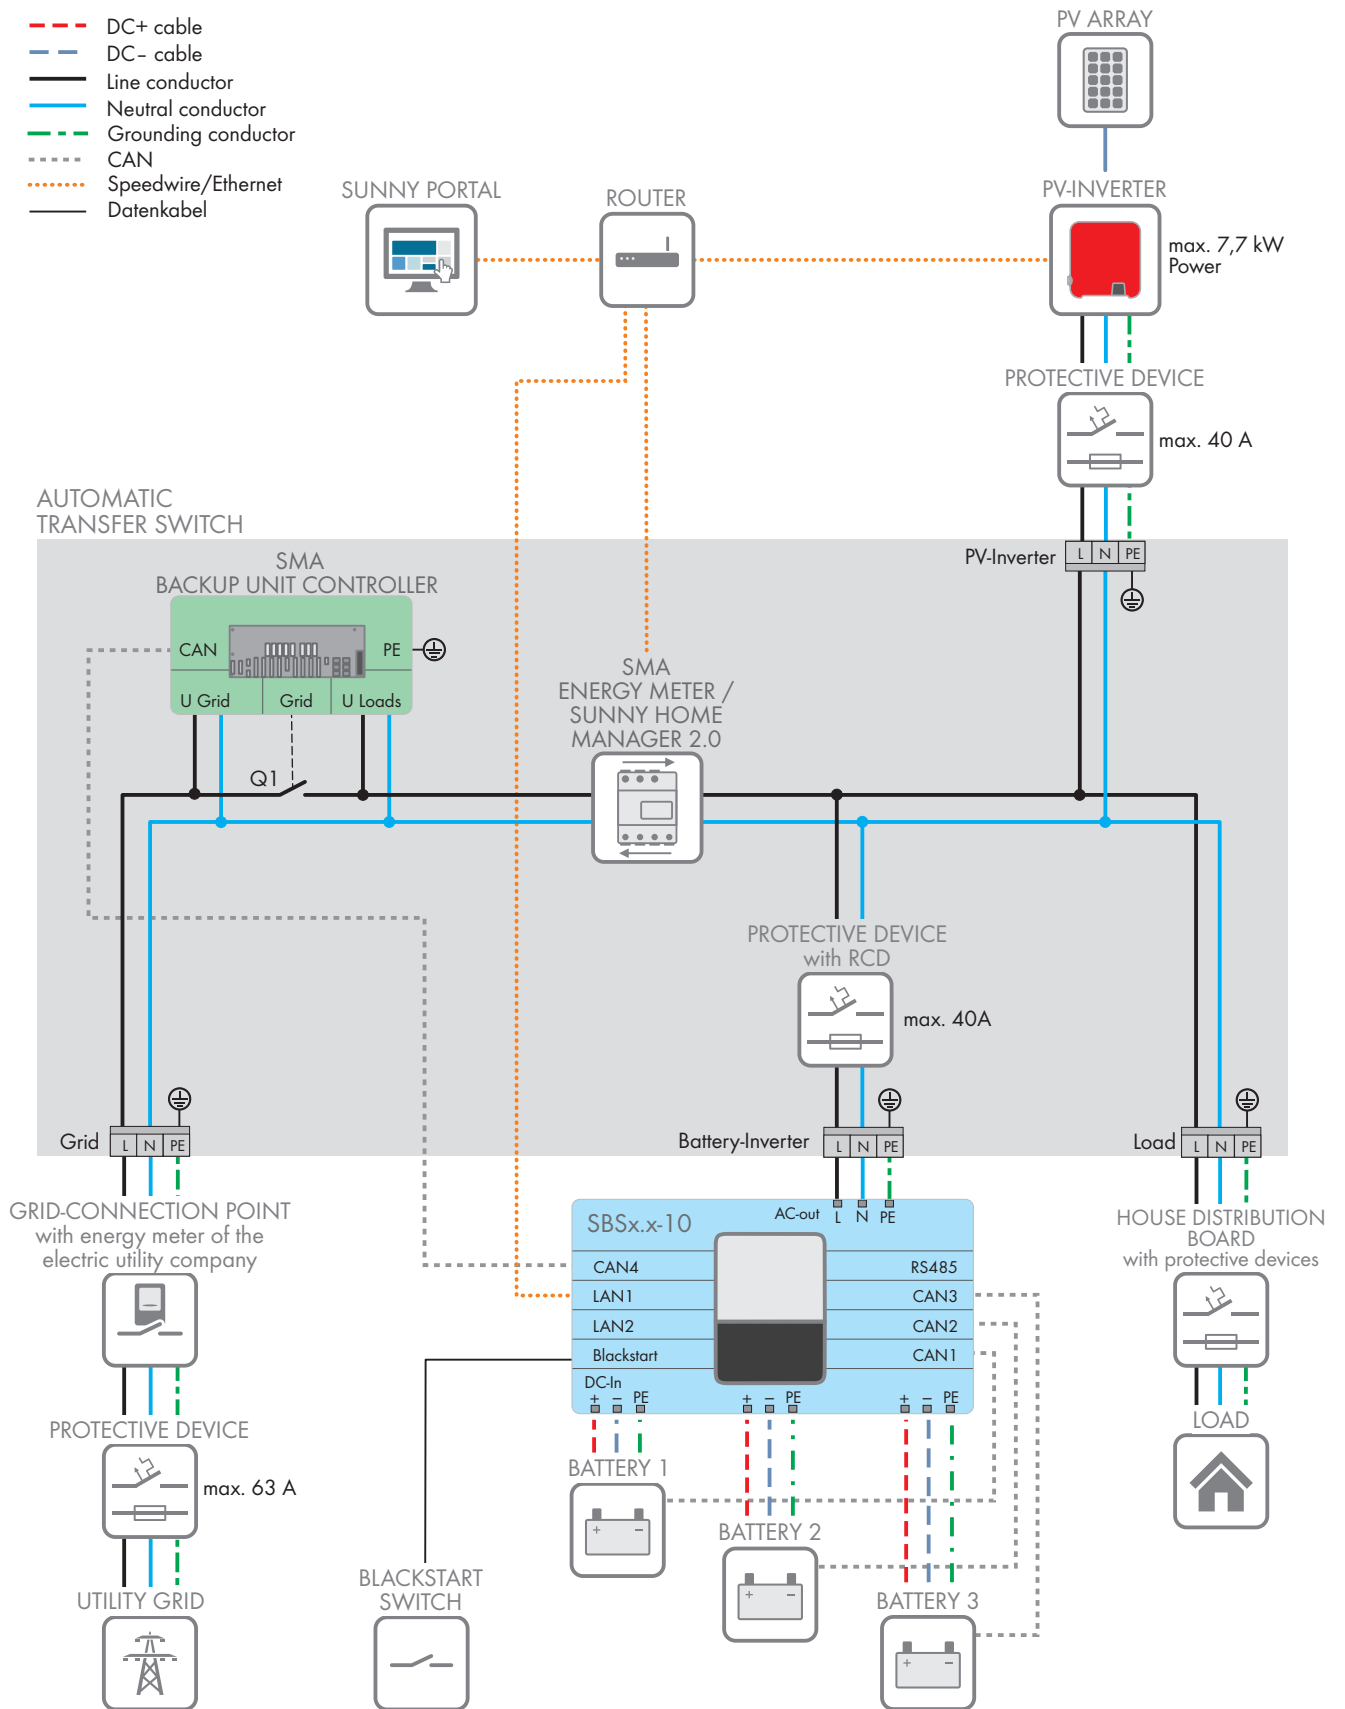 DC+ cable
DC– cable
Line conductor
Neutral conductor
Grounding conductor
CAN
Speedwire/Ethernet
Datenkabel
PV ARRAY
SUNNY PORTAL
ROUTER
PV-INVERTER
max. 7,7 kW
Power
PROTECTIVE DEVICE
max. 40 A
AUTOMATIC
TRANSFER SWITCH
PV-Inverter
L N PE
SMA
BACKUP UNIT CONTROLLER
CAN
PE
U Grid
Grid
U Loads
Q1
SMA
ENERGY METER /
SUNNY HOME
MANAGER 2.0
PROTECTIVE DEVICE
with RCD
max. 40A
Grid
L N PE
Battery-Inverter
L N PE
Load
L N PE
GRID-CONNECTION POINT
with energy meter of the
electric utility company
PROTECTIVE DEVICE
max. 63 A
UTILITY GRID
SBSx.x-10
AC-out
L N PE
CAN4
LAN1
LAN2
Blackstart
RS485
CAN3
CAN2
CAN1
DC-In
+ – PE
+ – PE
+ – PE
BATTERY 1
+ –
BATTERY 2
+ –
BATTERY 3
+ –
BLACKSTART
SWITCH
HOUSE DISTRIBUTION
BOARD
with protective devices
LOAD